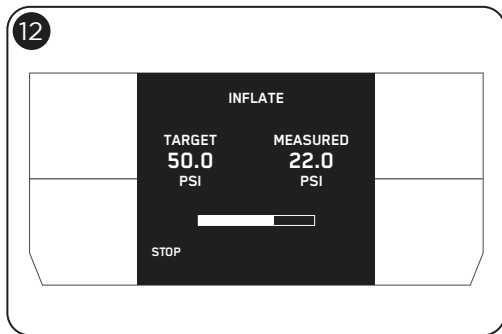 12
INFLATE
TARGET MEASURED
50.0 22.0
PSI PSI
STOP